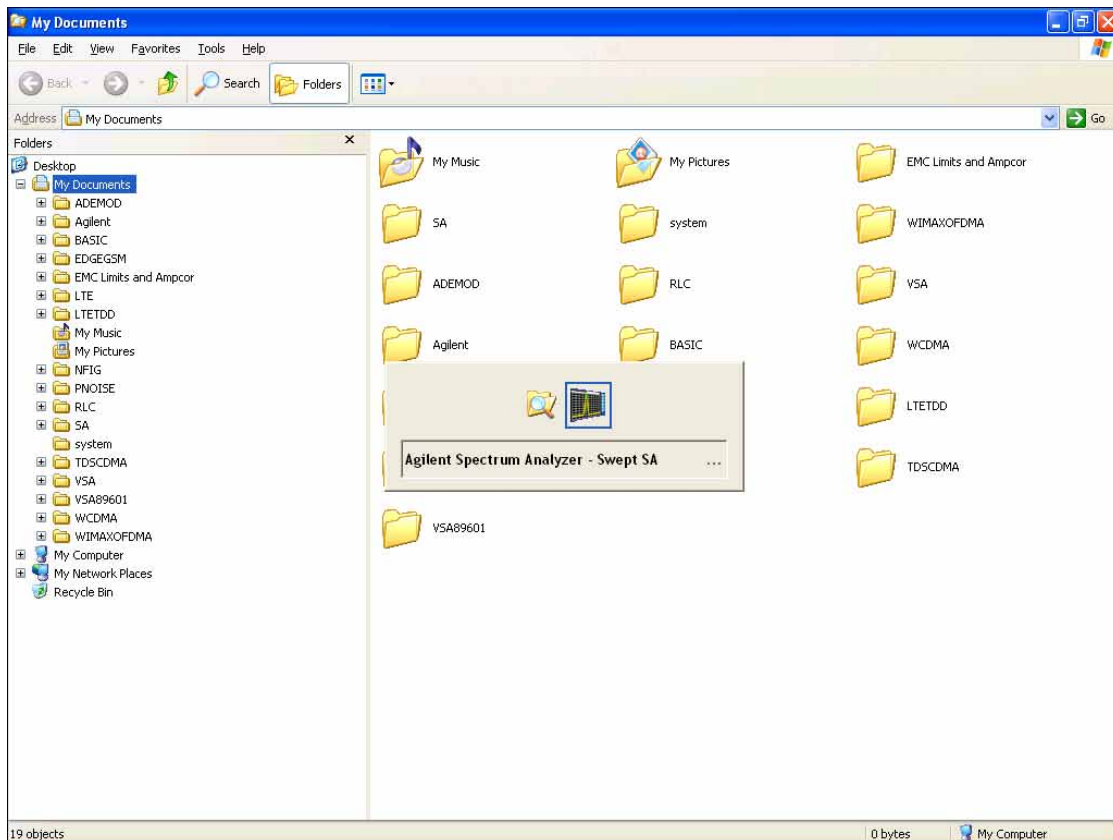 My Documents
File Edit View Favorites Tools Help
Back Search Folders
Address My Documents Go
Folders
Desktop
My Documents
ADEMOD
Agilent
BASIC
EDGEGSM
EMC Limits and Ampcor
LTE
LTETDD
My Music
My Pictures
NFIG
PNOISE
RLC
SA
system
TDSCDMA
VSA
VSA89601
WCDMA
WIMAXOFDMA
My Computer
My Network Places
Recycle Bin
My Music My Pictures EMC Limits and Ampcor
SA system WIMAXOFDMA
ADEMOD RLC VSA
Agilent BASIC WCDMA
LTETDD
Agilent Spectrum Analyzer - Swept SA ...
TDSCDMA
VSA89601
19 objects 0 bytes My Computer